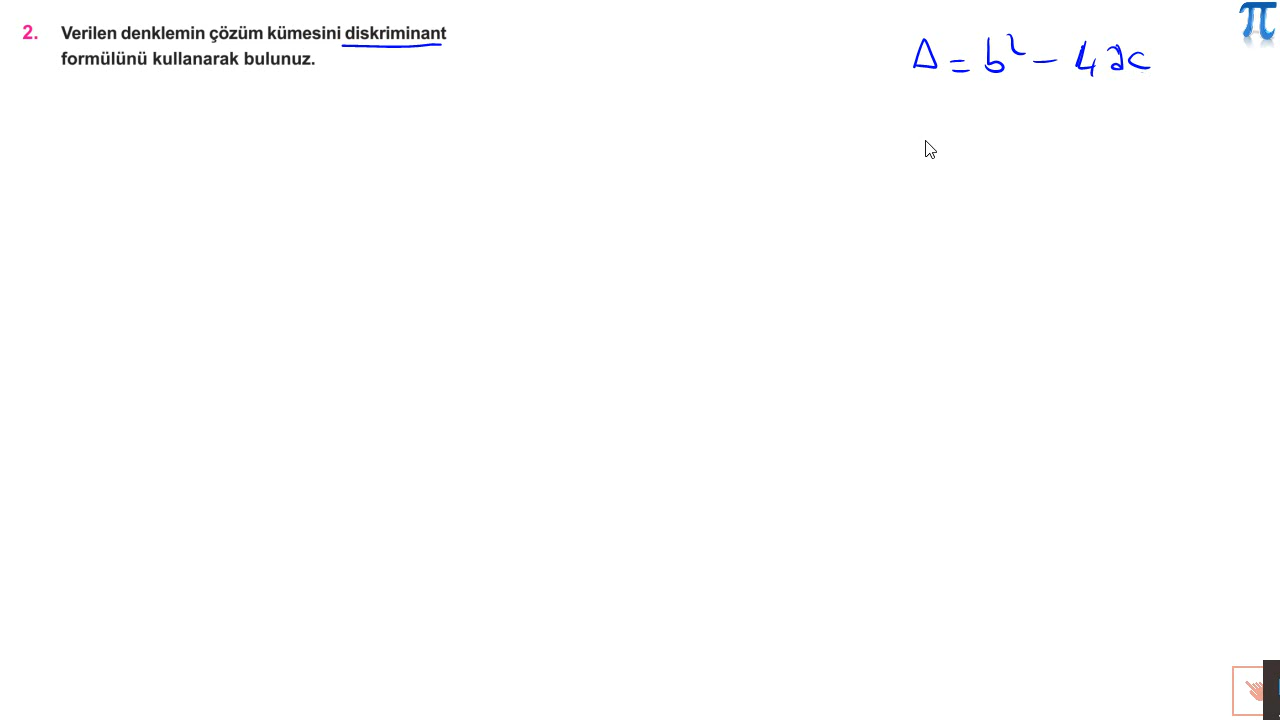 2. Verilen denklemin çözüm kümesini diskriminant
formülünü kullanarak bulunuz.
Δ = b² - 4ac
π